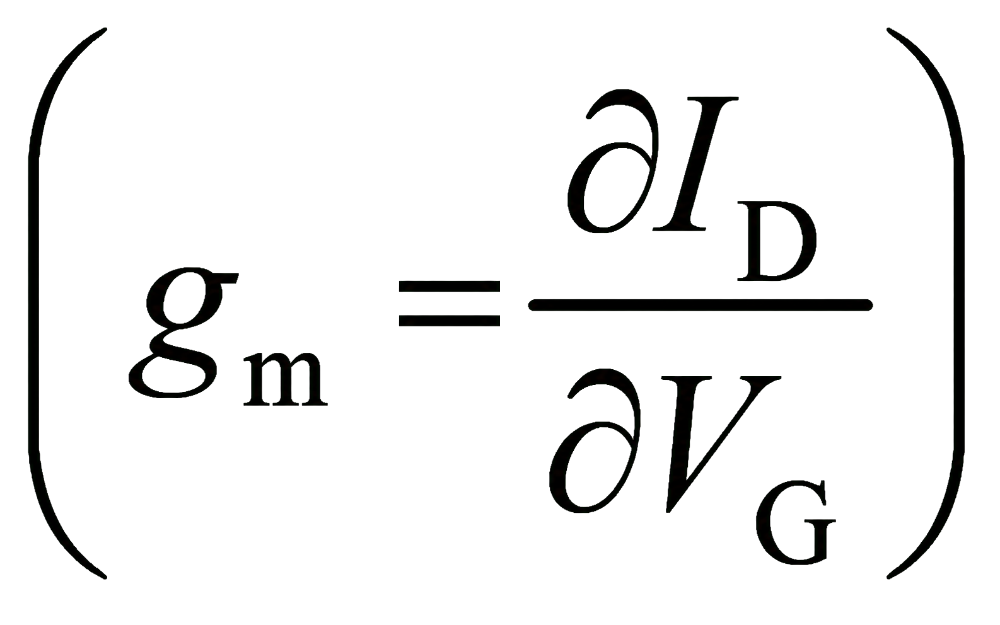 (g_m = ∂I_D / ∂V_G)